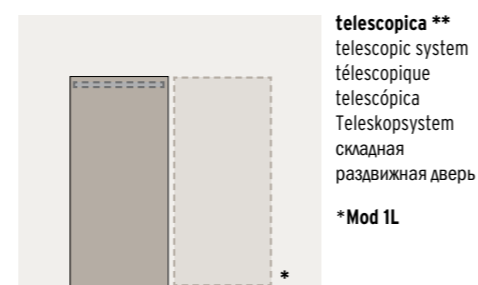 telescopica **
telescopic system
télescopique
telescópica
Teleskopsystem
складная
раздвижная дверь
*Mod 1L
*